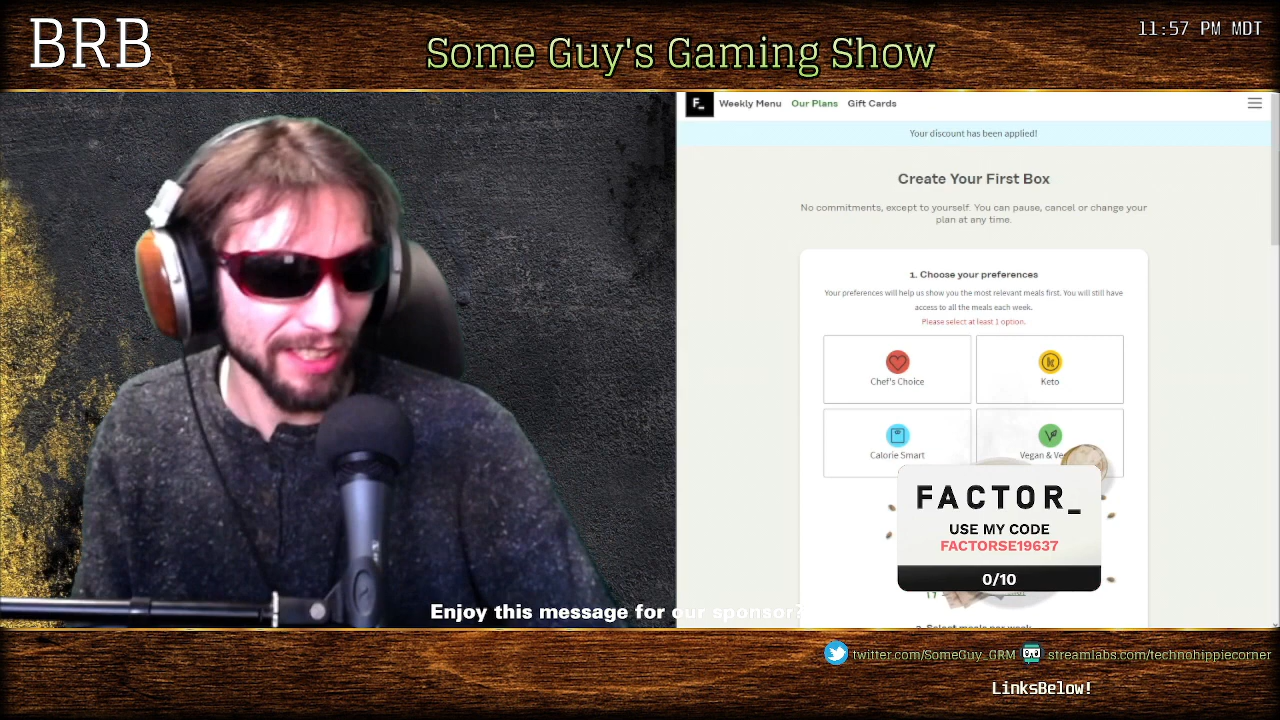 BRB
Some Guy's Gaming Show
11:57 PM MDT
F_
Weekly Menu Our Plans Gift Cards
Your discount has been applied!
Create Your First Box
No commitments, except to yourself. You can pause, cancel or change your
plan at any time.
1. Choose your preferences
Your preferences will help us show you the most relevant meals first. You will still have
access to all the meals each week.
Please select at least 1 option.
Chef's Choice
Keto
Calorie Smart
Vegan & Ve
FACTOR_
USE MY CODE
FACTORSE19637
0/10
Enjoy this message for our sponsor?
twitter.com/SomeGuy_GRM streamlabs.com/technohippiecorner
LinksBelow!